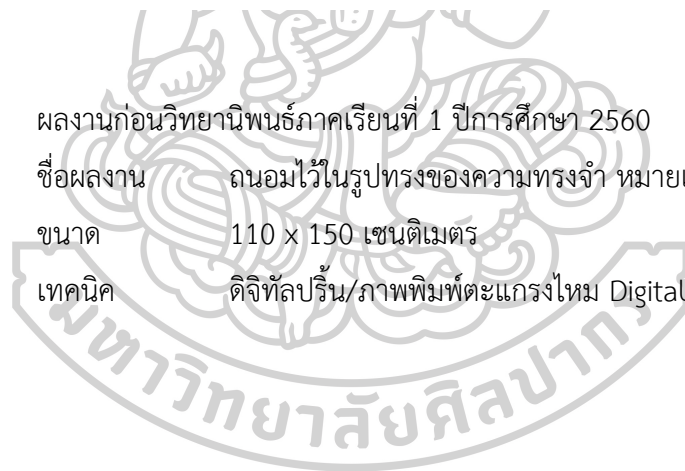 ผลงานก่อนวิทยานิพนธ์ภาคเรียนที่ 1 ปีการศึกษา 2560
ชื่อผลงาน ถนอมไว้ในรูปทรงของความทรงจำ
ขนาด 110 x 150 เซนติเมตร
เทคนิค ดิจิทัลปริ้น/ภาพพิมพ์ตะแกรงไหม Digital
มหาวิทยาลัยศิลปากร